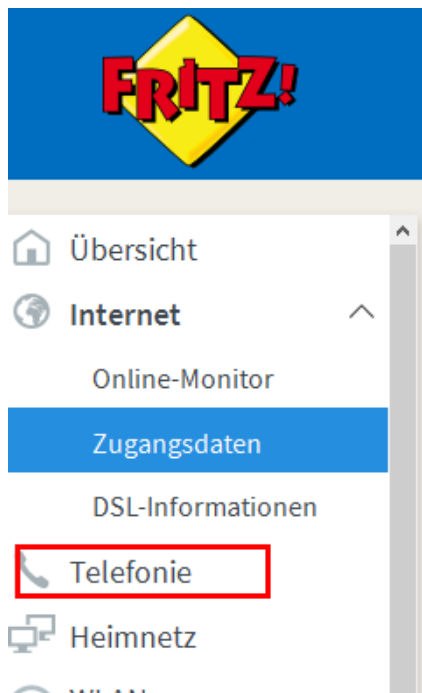 FRITZ!
Übersicht
Internet
Online-Monitor
Zugangsdaten
DSL-Informationen
Telefonie
Heimnetz